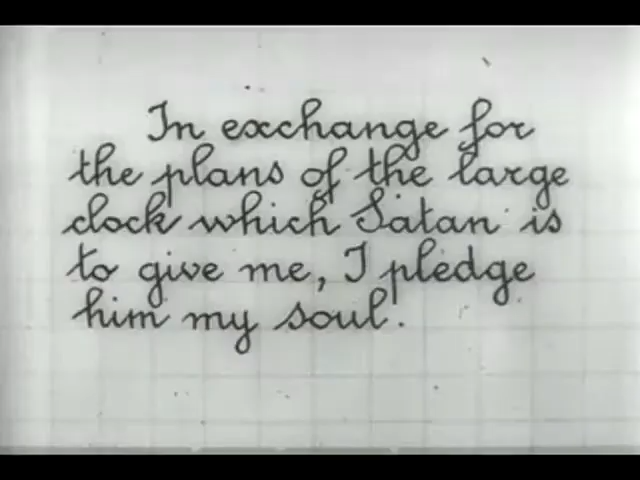 In exchange for
the plans of the large
clock which Satan is
to give me, I pledge
him my soul.